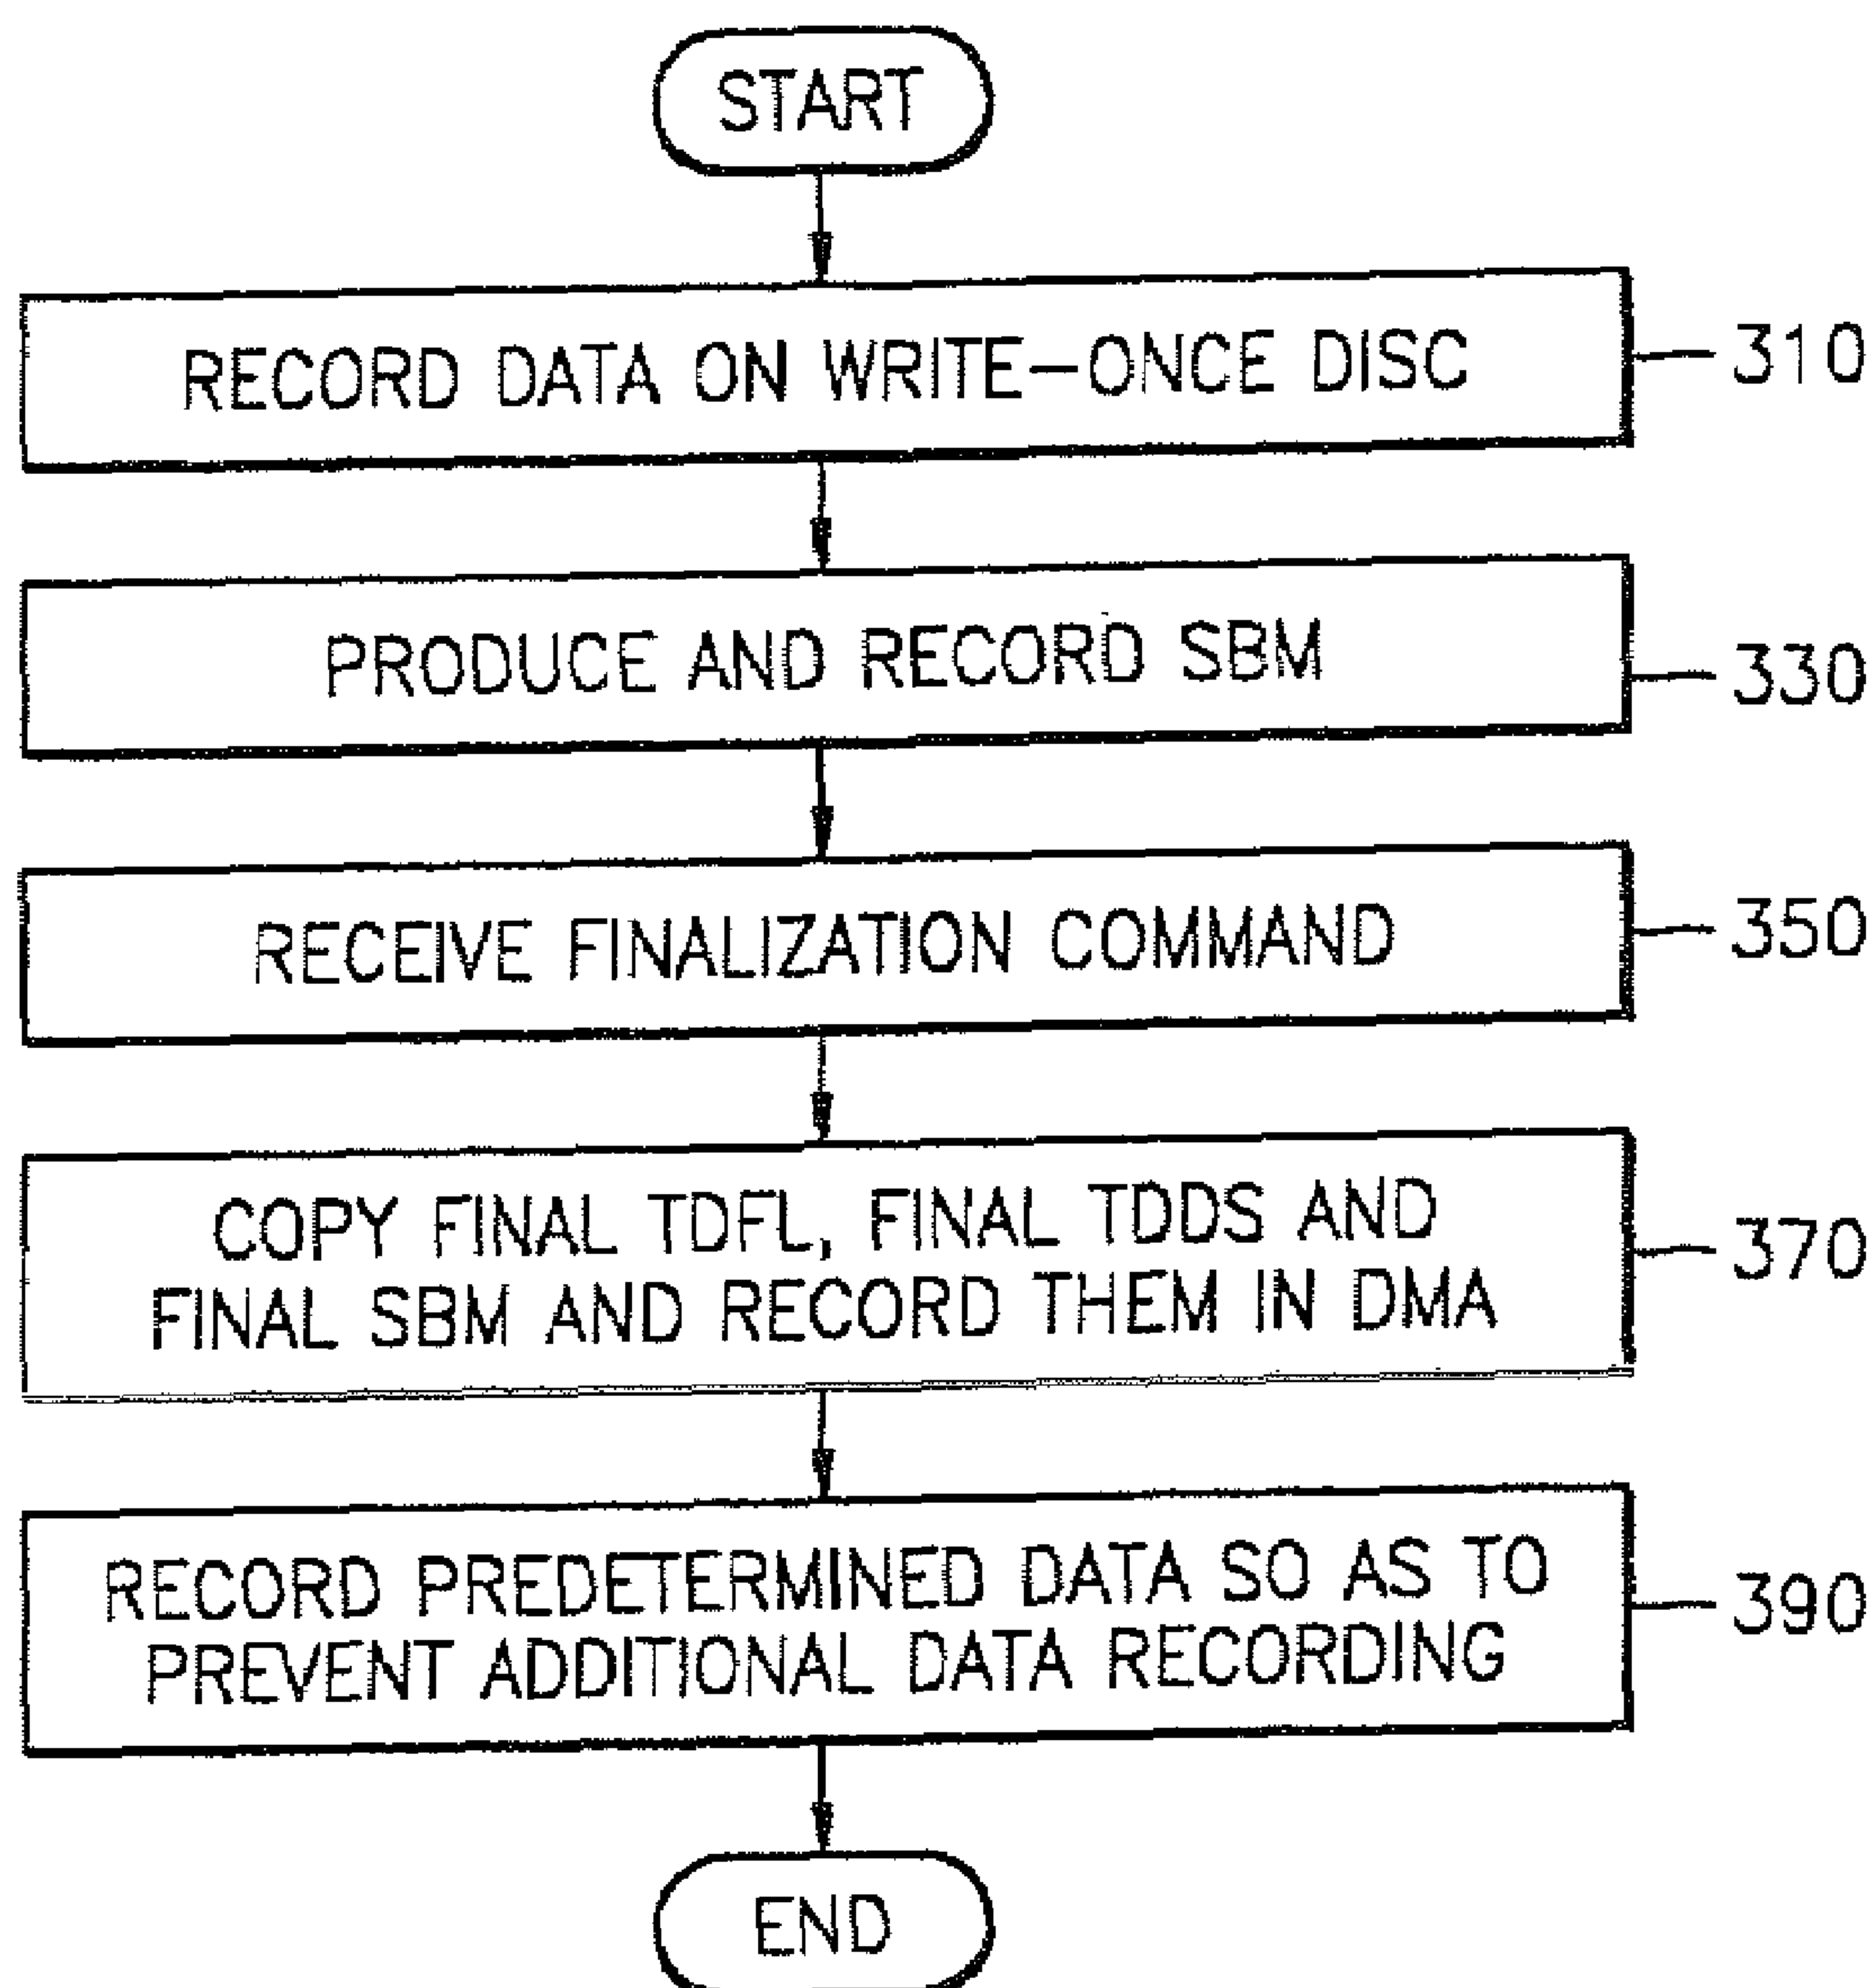 START
RECORD DATA ON WRITE-ONCE DISC
310
PRODUCE AND RECORD SBM
330
RECEIVE FINALIZATION COMMAND
350
COPY FINAL TDFL, FINAL TDDS AND
FINAL SBM AND RECORD THEM IN DMA
370
RECORD PREDETERMINED DATA SO AS TO
PREVENT ADDITIONAL DATA RECORDING
390
END